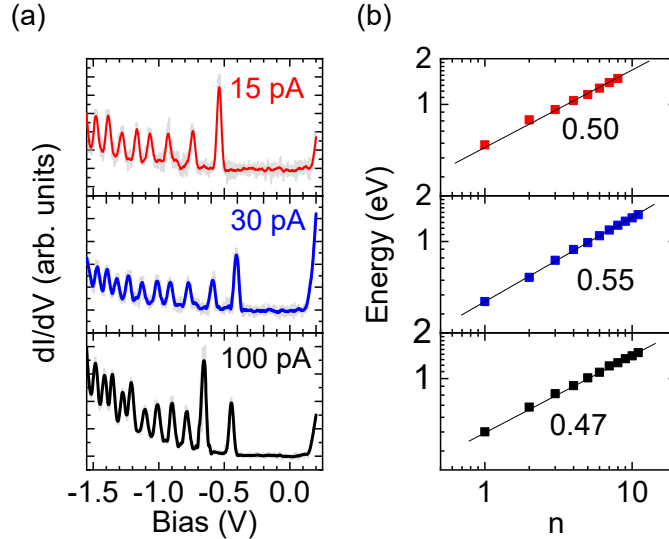 (a)
(b)
15 pA
30 pA
100 pA
dI/dV (arb. units)
-1.5 -1.0 -0.5 0.0
Bias (V)
2
1
0.50
2
1
0.55
2
1
0.47
Energy (eV)
1 10
n